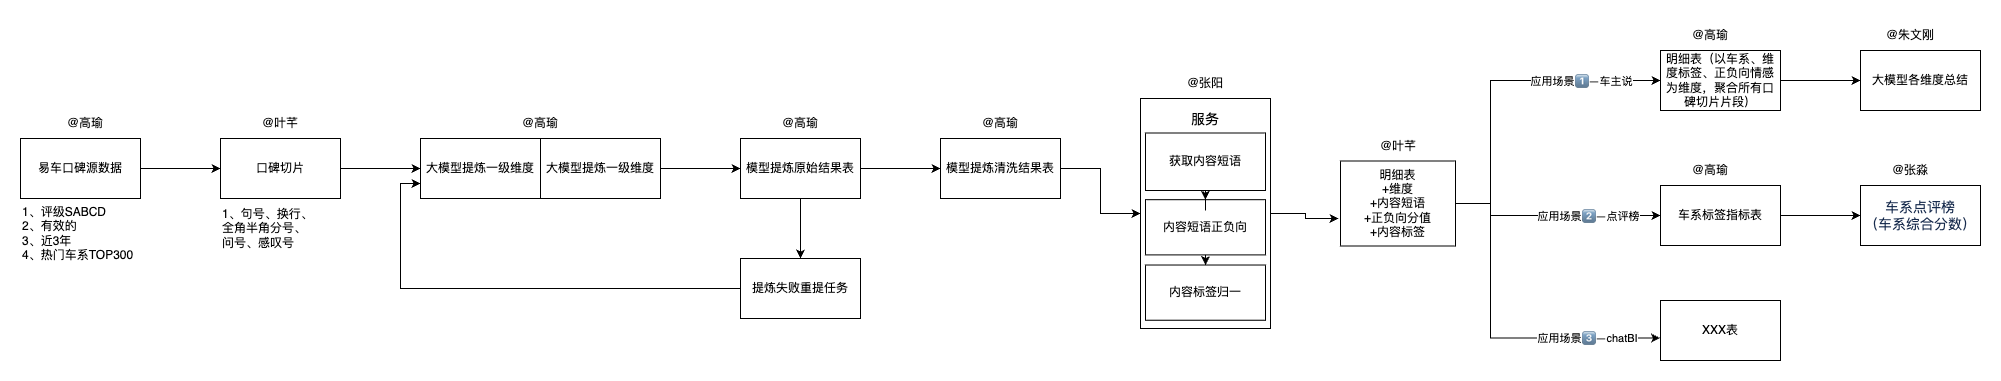 @高瑜
易车口碑源数据
1、评级SABCD
2、有效的
3、近3年
4、热门车系TOP300
@叶芊
口碑切片
1、句号、换行、
全角半角分号、
问号、感叹号
@高瑜
大模型提炼一级维度
大模型提炼一级维度
@高瑜
模型提炼原始结果表
提炼失败重提任务
@高瑜
模型提炼清洗结果表
@张阳
服务
获取内容短语
内容短语正负向
内容标签归一
@叶芊
明细表
+维度
+内容短语
+正负向分值
+内容标签
应用场景1️⃣—车主说
@高瑜
明细表（以车系、维
度标签、正负向情感
为维度，聚合所有口
碑切片片段）
@朱文刚
大模型各维度总结
应用场景2️⃣—点评榜
@高瑜
车系标签指标表
@张淼
车系点评榜
（车系综合分数）
应用场景3️⃣—chatBI
XXX表